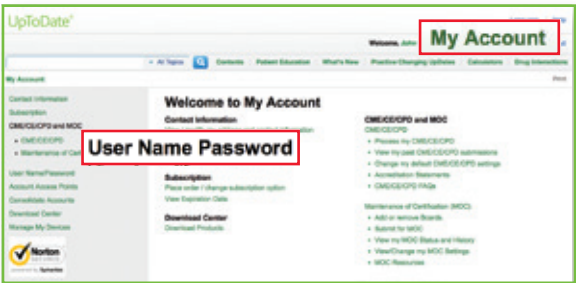 UpToDate®
Welcome, John
My Account
All Topics Contents Patient Education What's New Practice Changing UpDates Calculators Drug Interactions
My Account
Print
Contact Information
Subscription
CME/CE/CPD and MOC
• CME/CE/CPD
• Maintenance of Cert
User Name/Password
Account Access Points
Consolidate Accounts
Download Center
Manage My Devices
Norton
SECURED
powered by Symantec
Welcome to My Account
Contact Information
User Name Password
Subscription
Place order / change subscription option
View Expiration Date
Download Center
Download Products
CME/CE/CPD and MOC
CME/CE/CPD
• Process my CME/CE/CPD
• View my past CME/CE/CPD submissions
• Change my default CME/CE/CPD settings
• Accreditation Statements
• CME/CE/CPD FAQs
Maintenance of Certification (MOC)
• Add or remove Boards
• Submit for MOC
• View my MOC Status and History
• View/Change my MOC Settings
• MOC Resources